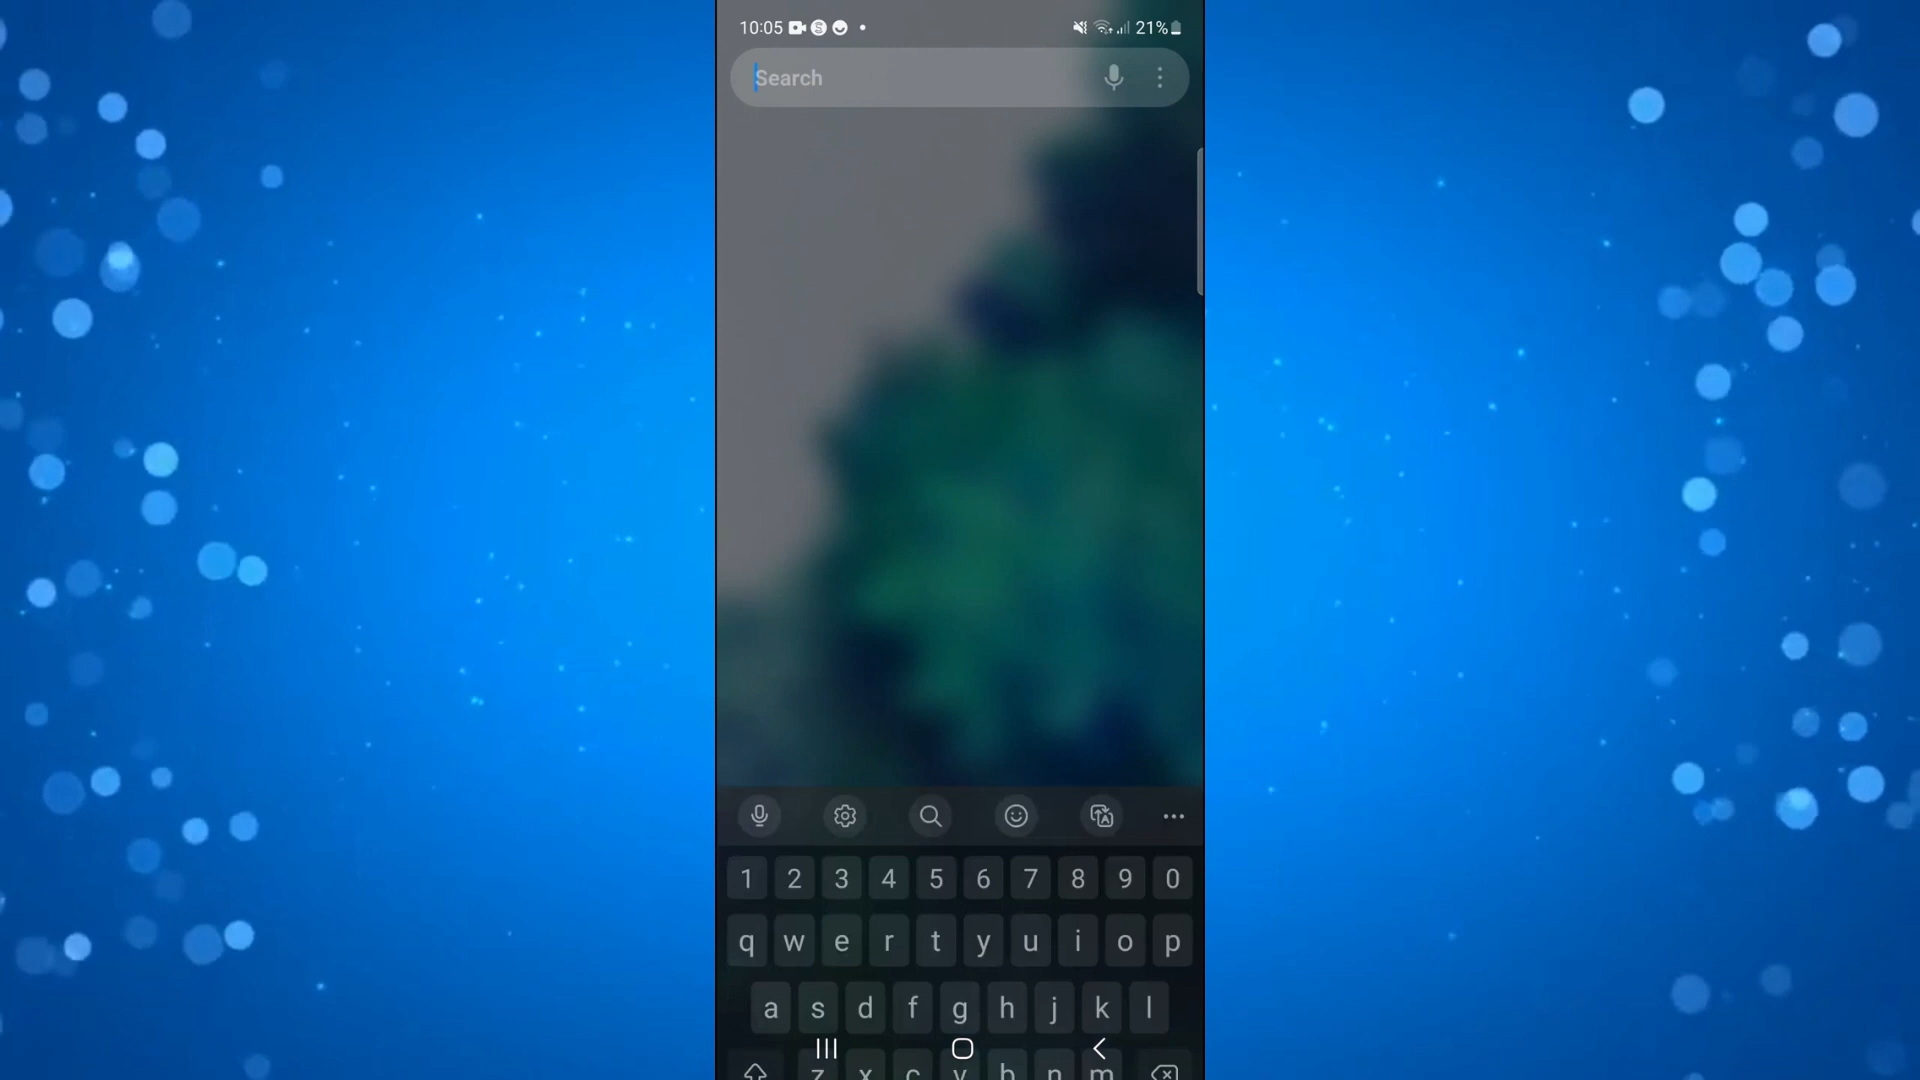 10:05 21%
Search
1 2 3 4 5 6 7 8 9 0
q w e r t y u i o p
a s d f g h j k l
z x c v b n m